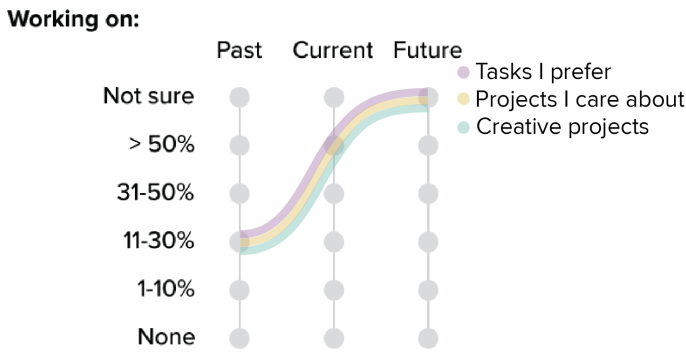 Working on:
Past Current Future
Tasks I prefer
Projects I care about
Creative projects
Not sure
> 50%
31-50%
11-30%
1-10%
None